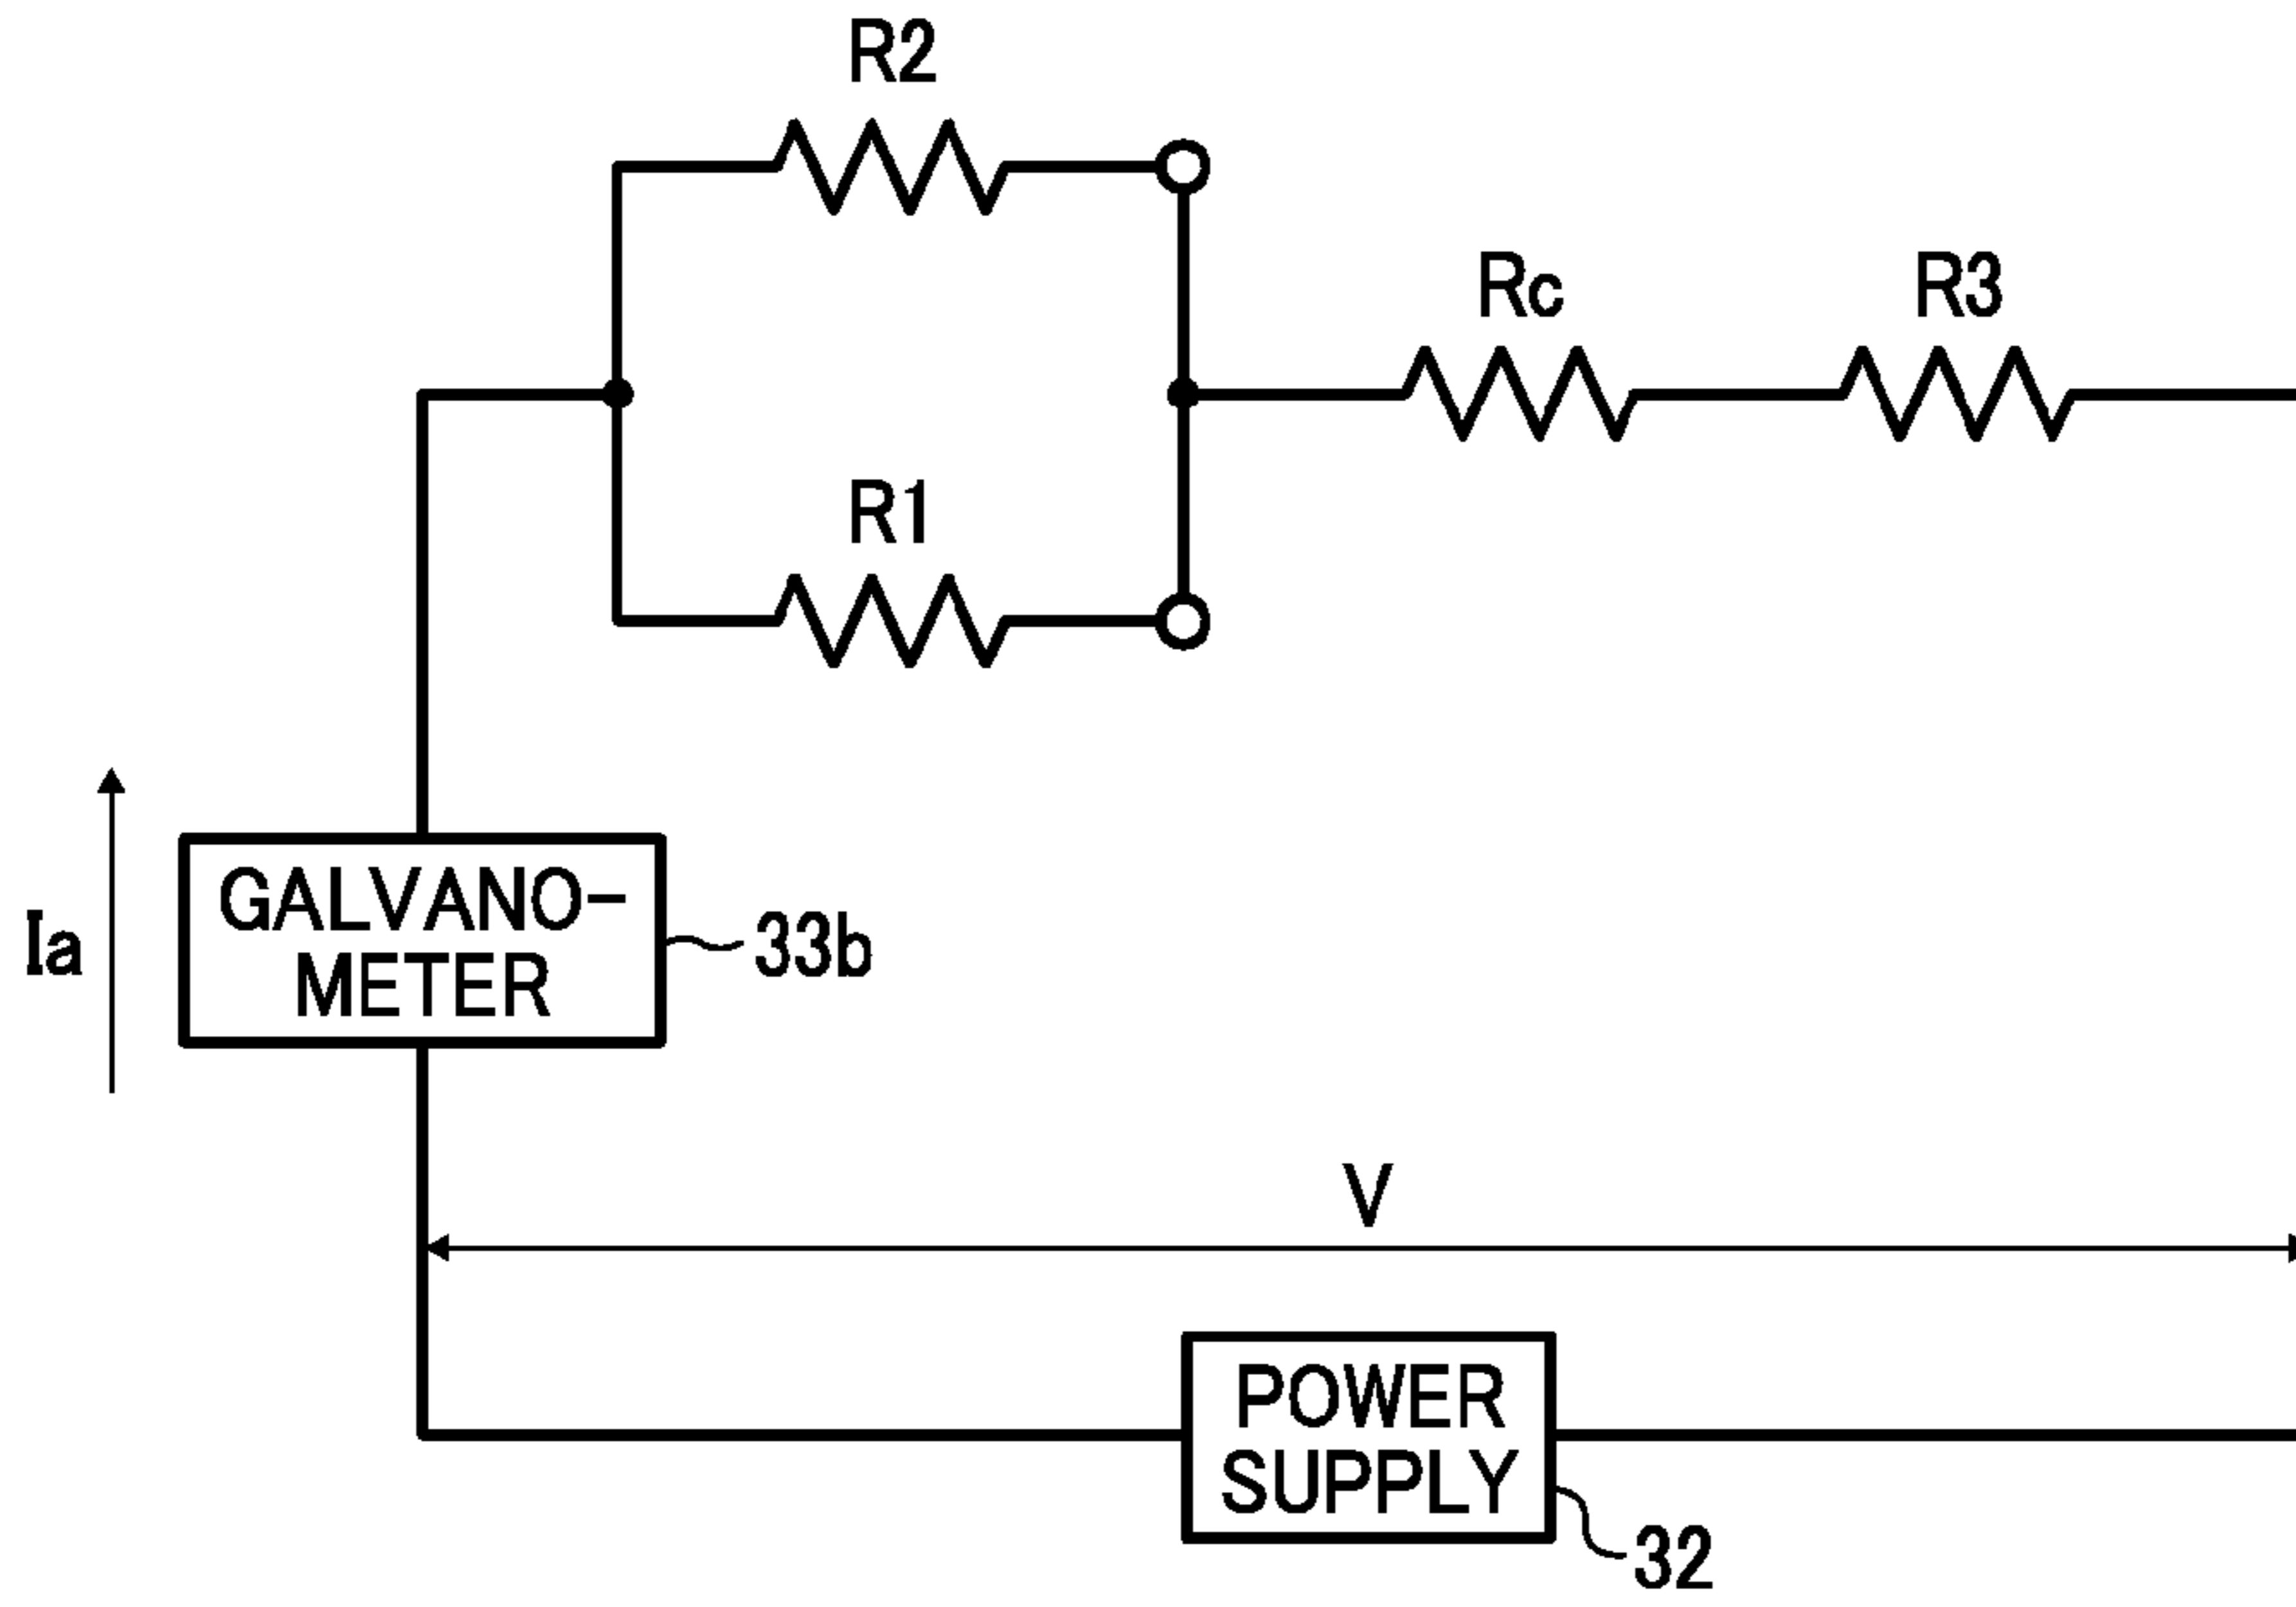 R2
Rc
R3
R1
GALVANO-
METER
Ia
33b
V
POWER
SUPPLY
32